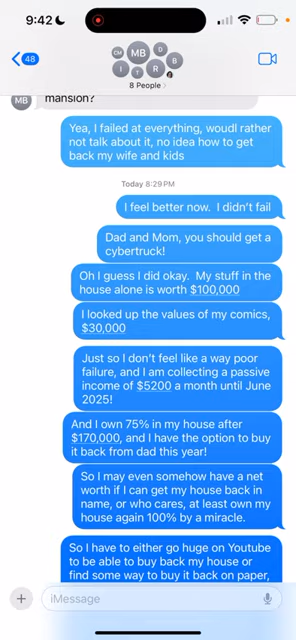 9:42
48
CM
MB
D
I
?
R
B
8 People
MB
mansion?
Yea, I failed at everything, woudl rather
not talk about it, no idea how to get
back my wife and kids
Today 8:29 PM
I feel better now.  I didn't fail
Dad and Mom, you should get a
cybertruck!
Oh I guess I did okay.  My stuff in the
house alone is worth $100,000
I looked up the values of my comics,
$30,000
Just so I don't feel like a way poor
failure, and I am collecting a passive
income of $5200 a month until June
2025!
And I own 75% in my house after
$170,000, and I have the option to buy
it back from dad this year!
So I may even somehow have a net
worth if I can get my house back in
name, or who cares, at least own my
house again 100% by a miracle.
So I have to either go huge on Youtube
to be able to buy back my house or
find some way to buy it back on paper,
iMessage